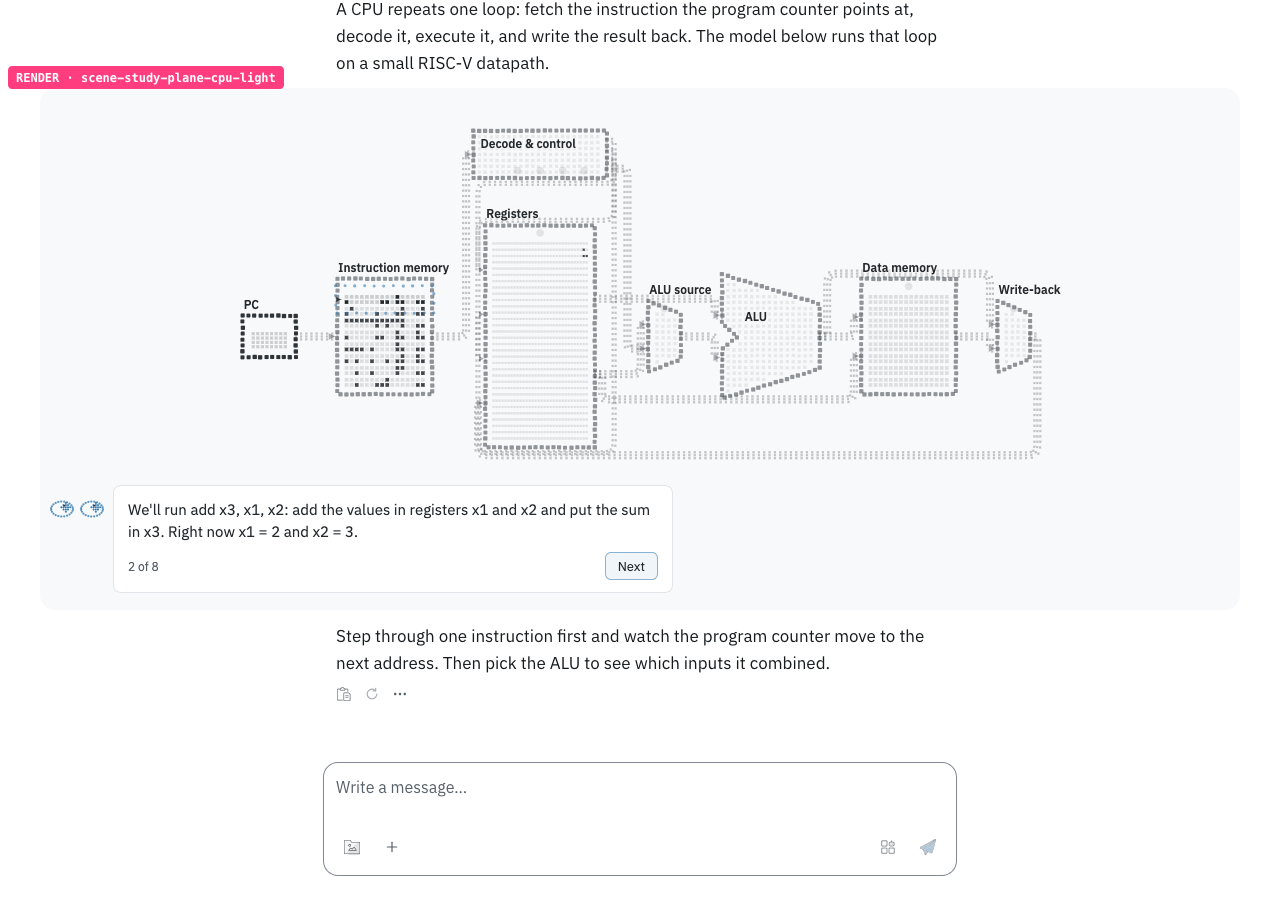 A CPU repeats one loop: fetch the instruction the program counter points at,
decode it, execute it, and write the result back. The model below runs that loop
on a small RISC-V datapath.
RENDER · scene-study-plane-cpu-light
Decode & control
Registers
Instruction memory
Data memory
ALU source
Write-back
PC
ALU
We'll run add x3, x1, x2: add the values in registers x1 and x2 and put the sum
in x3. Right now x1 = 2 and x2 = 3.
2 of 8
Next
Step through one instruction first and watch the program counter move to the
next address. Then pick the ALU to see which inputs it combined.
Write a message...